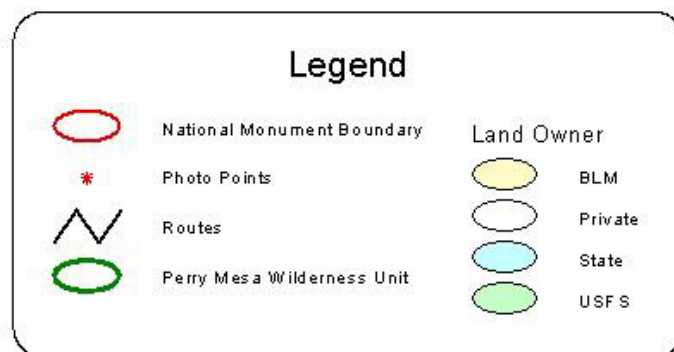 Legend
National Monument Boundary
Photo Points
Routes
Perry Mesa Wilderness Unit
Land Owner
BLM
Private
State
USFS